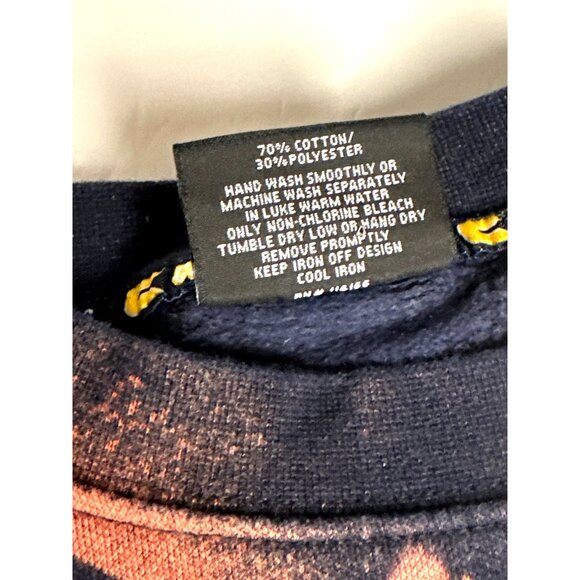 70% COTTON/
30% POLYESTER
HAND WASH SMOOTHLY OR
MACHINE WASH SEPARATELY
IN LUKE WARM WATER
ONLY NON-CHLORINE BLEACH
TUMBLE DRY LOW OR HANG DRY
REMOVE PROMPTLY
KEEP IRON OFF DESIGN
COOL IRON
RN#